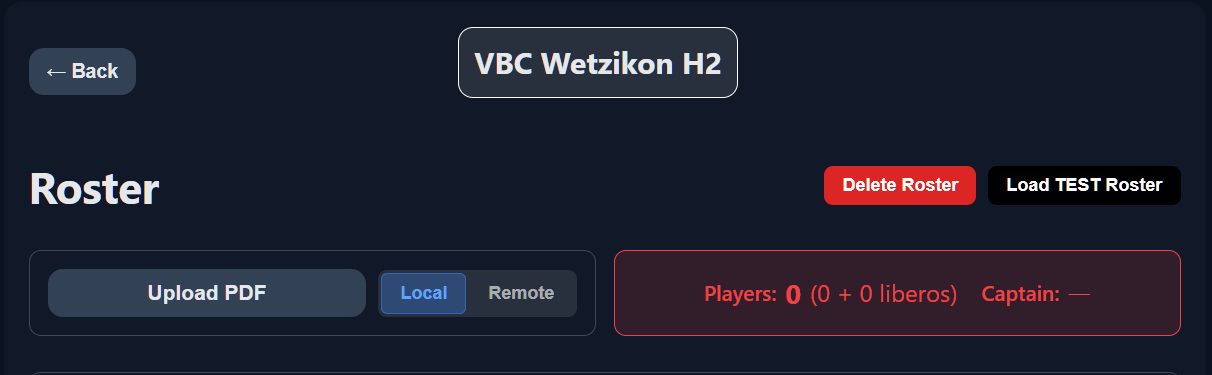 ← Back
VBC Wetzikon H2
Roster
Delete Roster
Load TEST Roster
Upload PDF
Local
Remote
Players: 0 (0 + 0 liberos) Captain: —